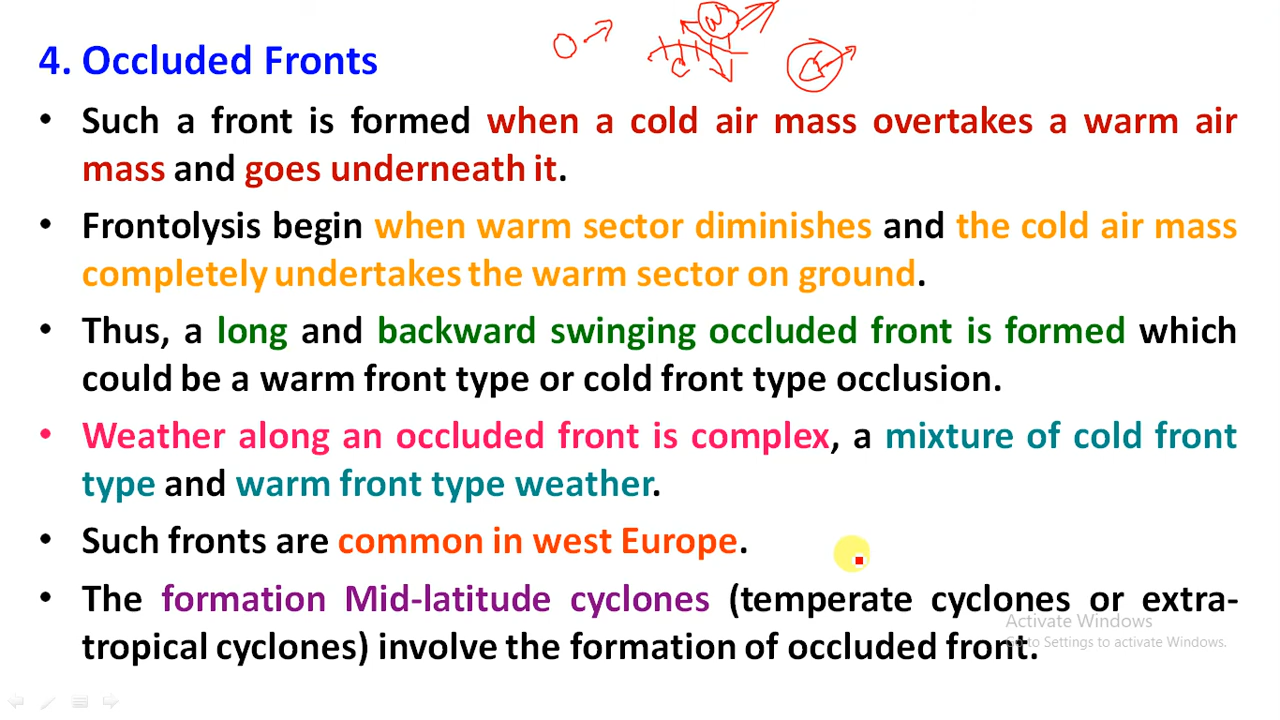 4. Occluded Fronts
W
C
C
• Such a front is formed when a cold air mass overtakes a warm air
mass and goes underneath it.
• Frontolysis begin when warm sector diminishes and the cold air mass
completely undertakes the warm sector on ground.
• Thus, a long and backward swinging occluded front is formed which
could be a warm front type or cold front type occlusion.
• Weather along an occluded front is complex, a mixture of cold front
type and warm front type weather.
• Such fronts are common in west Europe.
• The formation Mid-latitude cyclones (temperate cyclones or extra-
tropical cyclones) involve the formation of occluded front.
Activate Windows
Go to Settings to activate Windows.